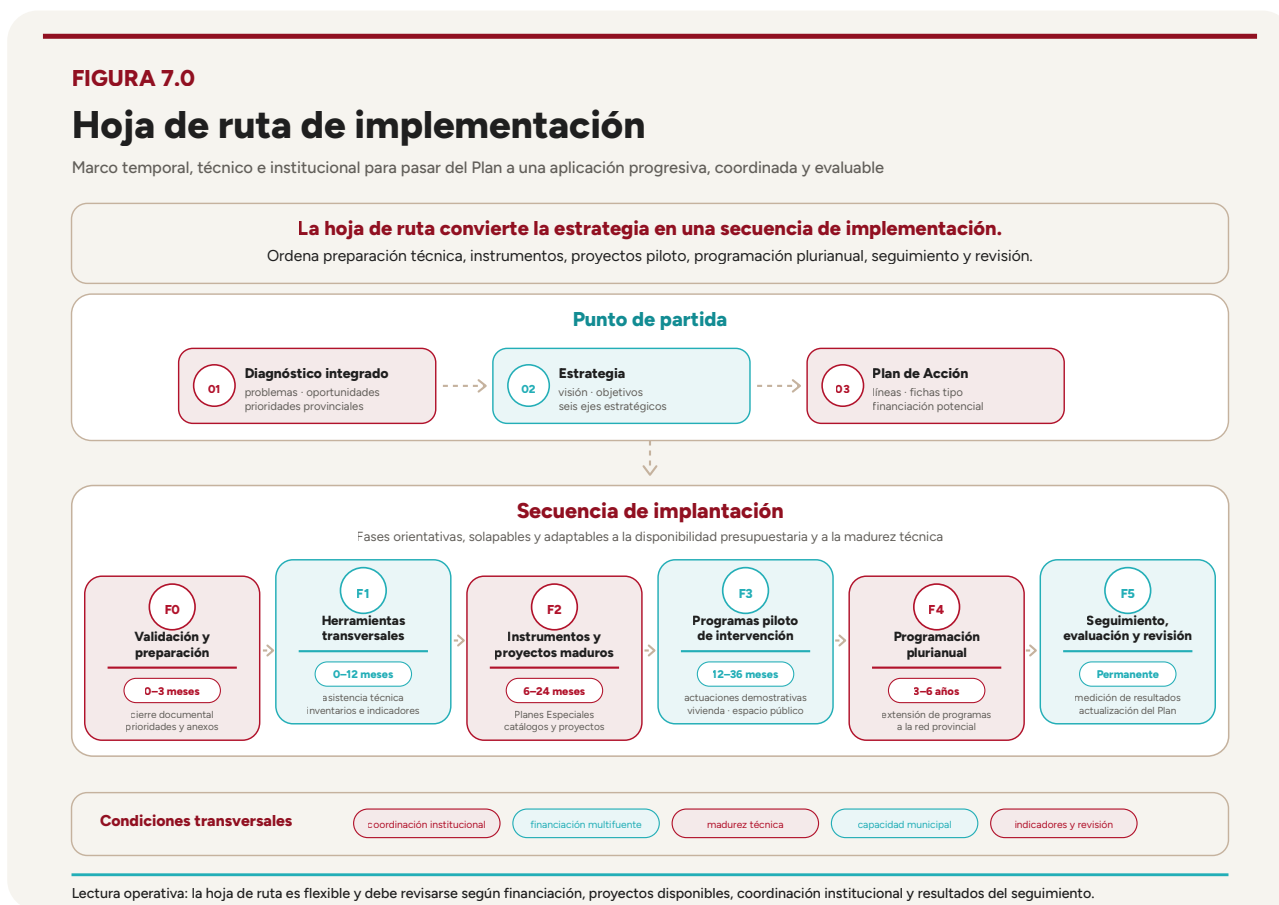 FIGURA 7.0
Hoja de ruta de implementación
Marco temporal, técnico e institucional para pasar del Plan a una aplicación progresiva, coordinada y evaluable
La hoja de ruta convierte la estrategia en una secuencia de implementación.
Ordena preparación técnica, instrumentos, proyectos piloto, programación plurianual, seguimiento y revisión.
Punto de partida
01
Diagnóstico integrado
problemas · oportunidades
prioridades provinciales
02
Estrategia
visión · objetivos
seis ejes estratégicos
03
Plan de Acción
líneas · fichas tipo
financiación potencial
Secuencia de implantación
Fases orientativas, solapables y adaptables a la disponibilidad presupuestaria y a la madurez técnica
F0
Validación y
preparación
0–3 meses
cierre documental
prioridades y anexos
F1
Herramientas
transversales
0–12 meses
asistencia técnica
inventarios e indicadores
F2
Instrumentos y
proyectos maduros
6–24 meses
Planes Especiales
catálogos y proyectos
F3
Programas piloto
de intervención
12–36 meses
actuaciones demostrativas
vivienda · espacio público
F4
Programación
plurianual
3–6 años
extensión de programas
a la red provincial
F5
Seguimiento,
evaluación y revisión
Permanente
medición de resultados
actualización del Plan
Condiciones transversales
coordinación institucional
financiación multifuente
madurez técnica
capacidad municipal
indicadores y revisión
Lectura operativa: la hoja de ruta es flexible y debe revisarse según financiación, proyectos disponibles, coordinación institucional y resultados del seguimiento.